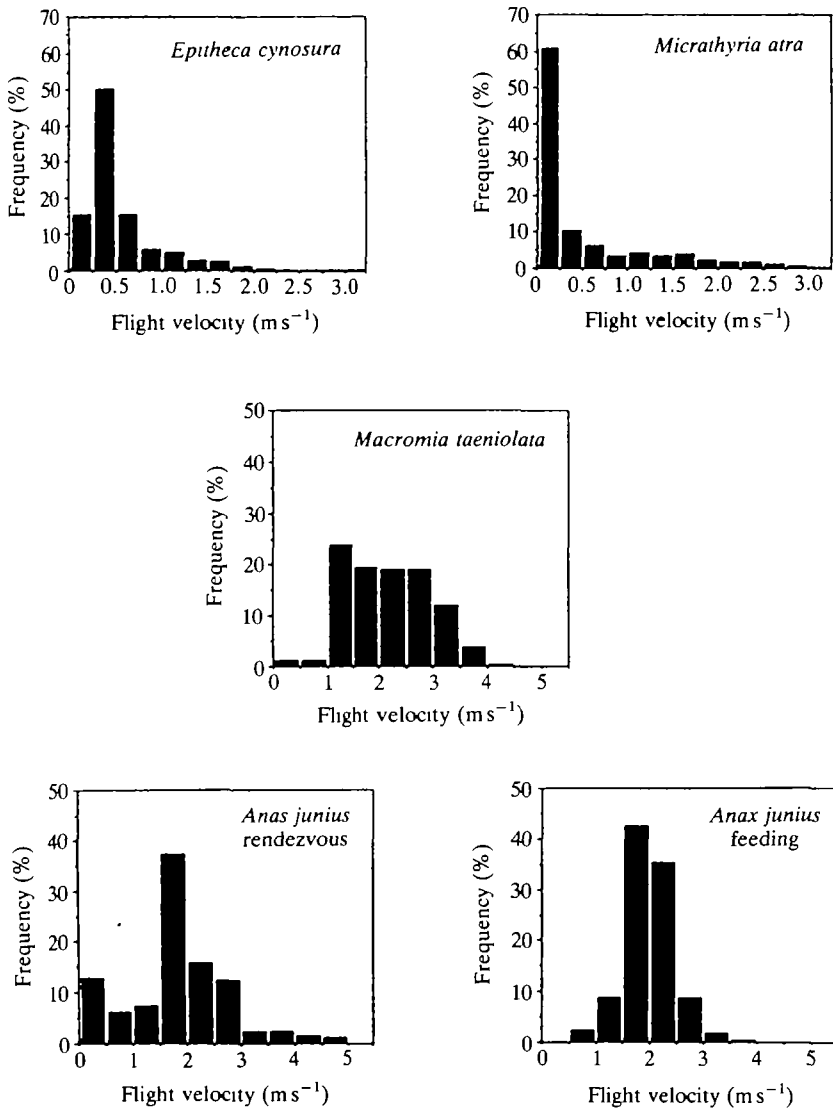 70
60
50
40
30
20
10
0
Frequency (%)
Epitheca cynosura
0 0.5 1.0 1.5 2.0 2.5 3.0
Flight velocity (m s⁻¹)
70
60
50
40
30
20
10
0
Frequency (%)
Micrathyria atra
0 0.5 1.0 1.5 2.0 2.5 3.0
Flight velocity (m s⁻¹)
50
40
30
20
10
0
Frequency (%)
Macromia taeniolata
0 1 2 3 4 5
Flight velocity (m s⁻¹)
50
40
30
20
10
0
Frequency (%)
Anas junius
rendezvous
0 1 2 3 4 5
Flight velocity (m s⁻¹)
50
40
30
20
10
0
Frequency (%)
Anax junius
feeding
0 1 2 3 4 5
Flight velocity (m s⁻¹)